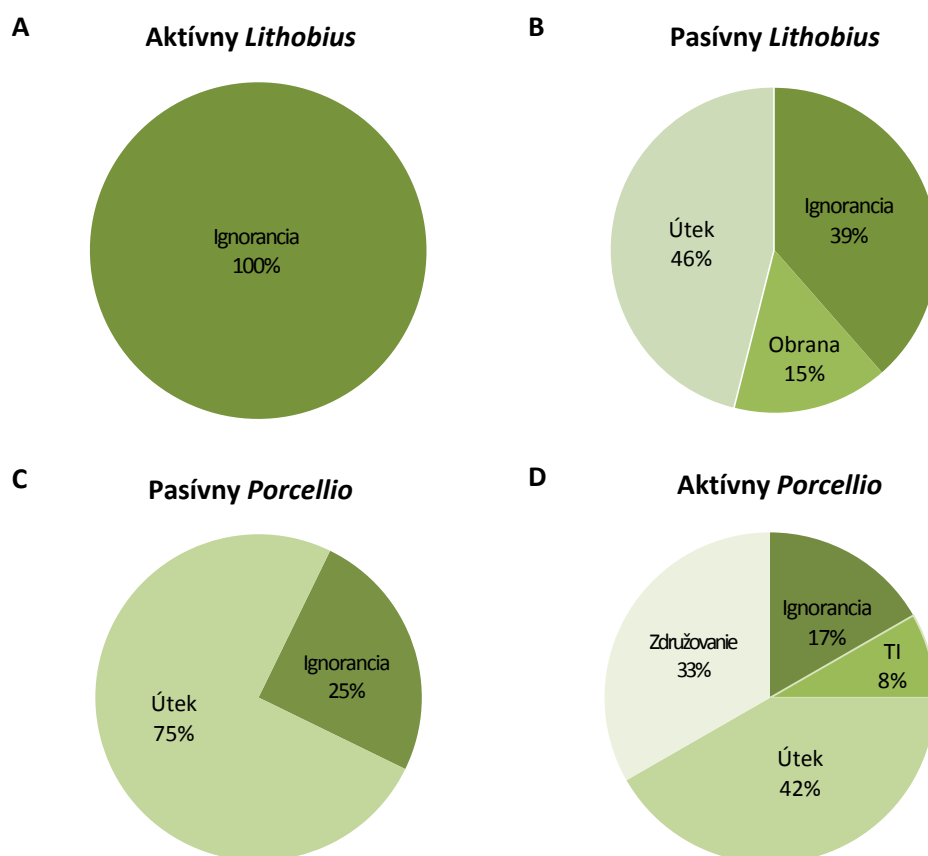 A
Aktívny Lithobius
Ignorancia
100%
B
Pasívny Lithobius
Útek
46%
Ignorancia
39%
Obrana
15%
C
Pasívny Porcellio
Útek
75%
Ignorancia
25%
D
Aktívny Porcellio
Združovanie
33%
Ignorancia
17%
TI
8%
Útek
42%